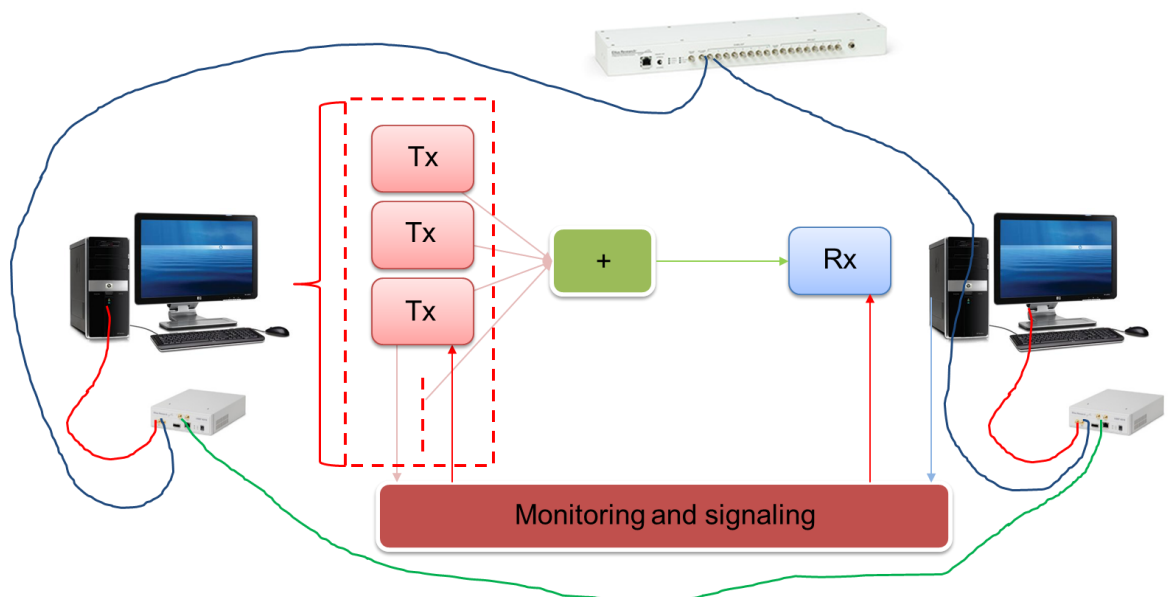 Tx
Tx
+
Rx
Tx
Monitoring and signaling